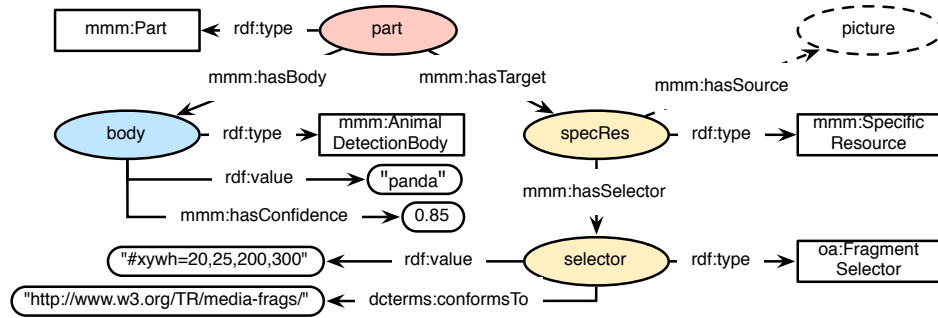 mmm:Part
rdf:type
part
picture
mmm:hasBody
mmm:hasTarget
mmm:hasSource
body
rdf:type
mmm:Animal
DetectionBody
specRes
rdf:type
mmm:Specific
Resource
rdf:value
"panda"
mmm:hasSelector
mmm:hasConfidence
0.85
"#xywh=20,25,200,300"
rdf:value
selector
rdf:type
oa:Fragment
Selector
"http://www.w3.org/TR/media-frags/"
dcterms:conformsTo